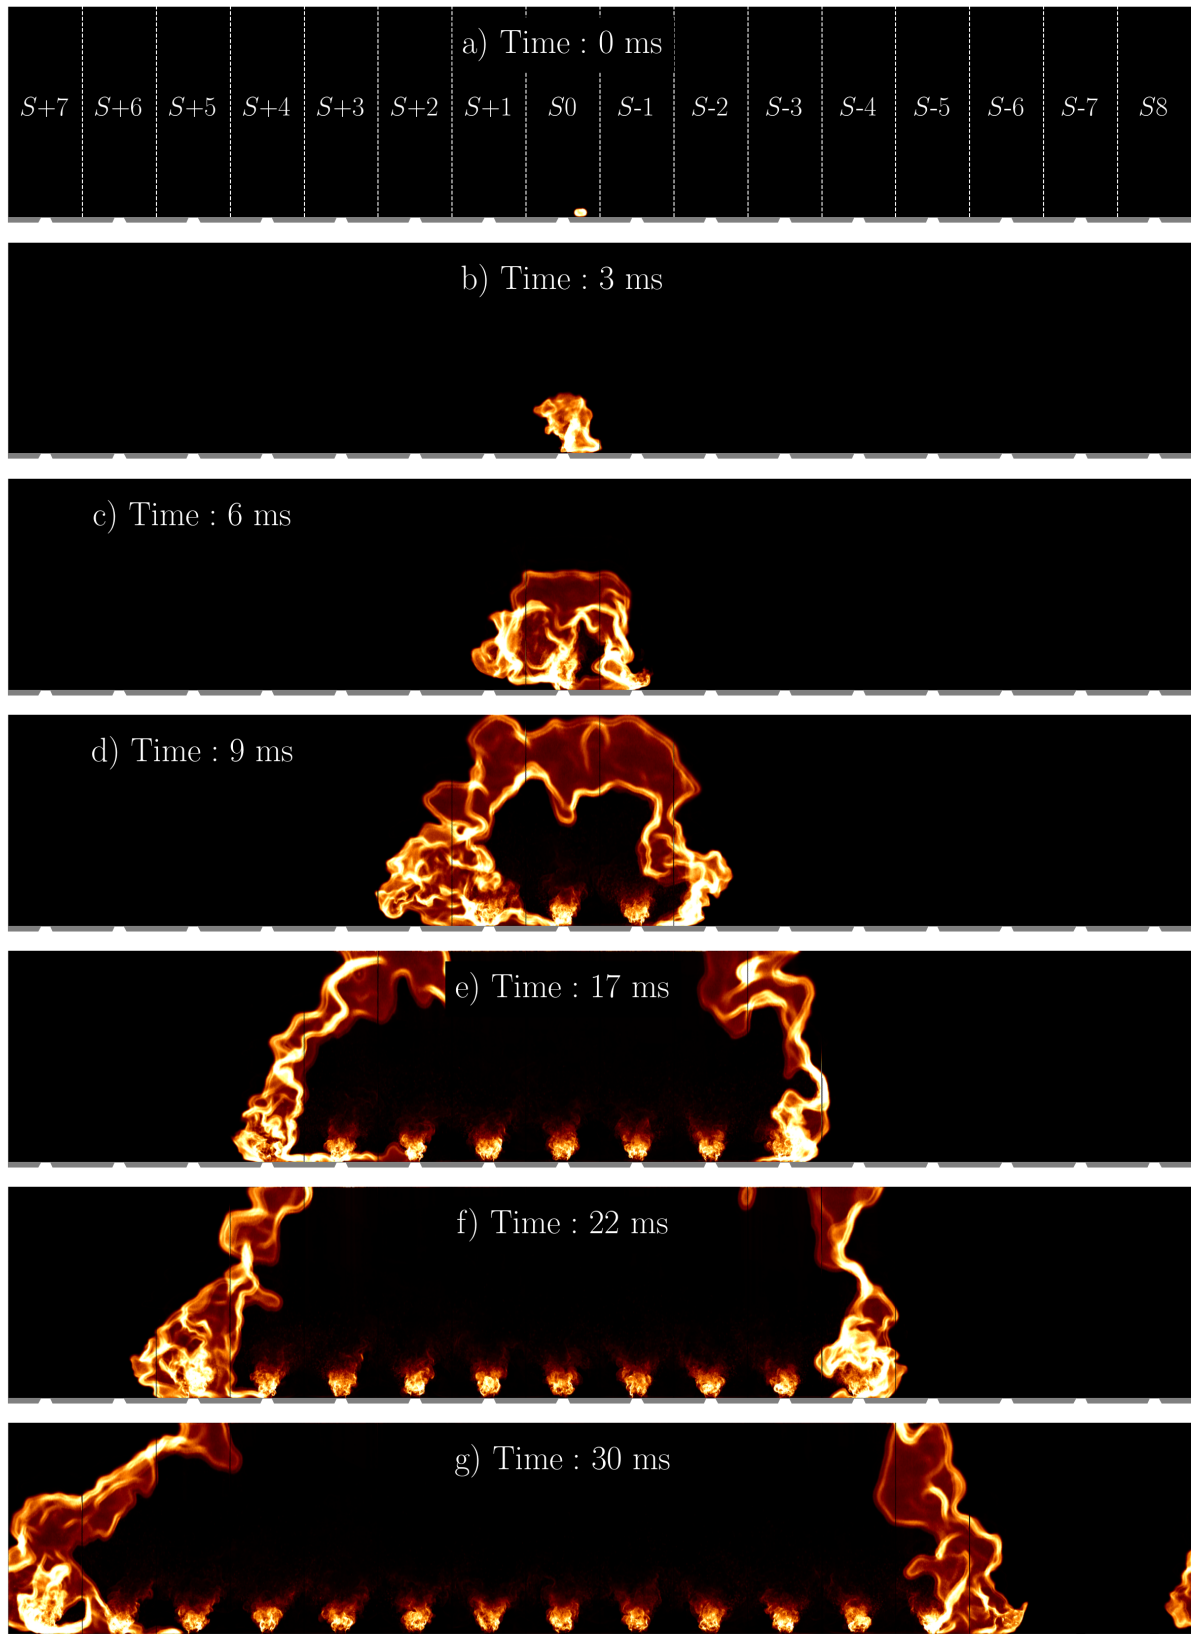 a) Time : 0 ms
S+7 S+6 S+5 S+4 S+3 S+2 S+1 S0 S-1 S-2 S-3 S-4 S-5 S-6 S-7 S8
b) Time : 3 ms
c) Time : 6 ms
d) Time : 9 ms
e) Time : 17 ms
f) Time : 22 ms
g) Time : 30 ms